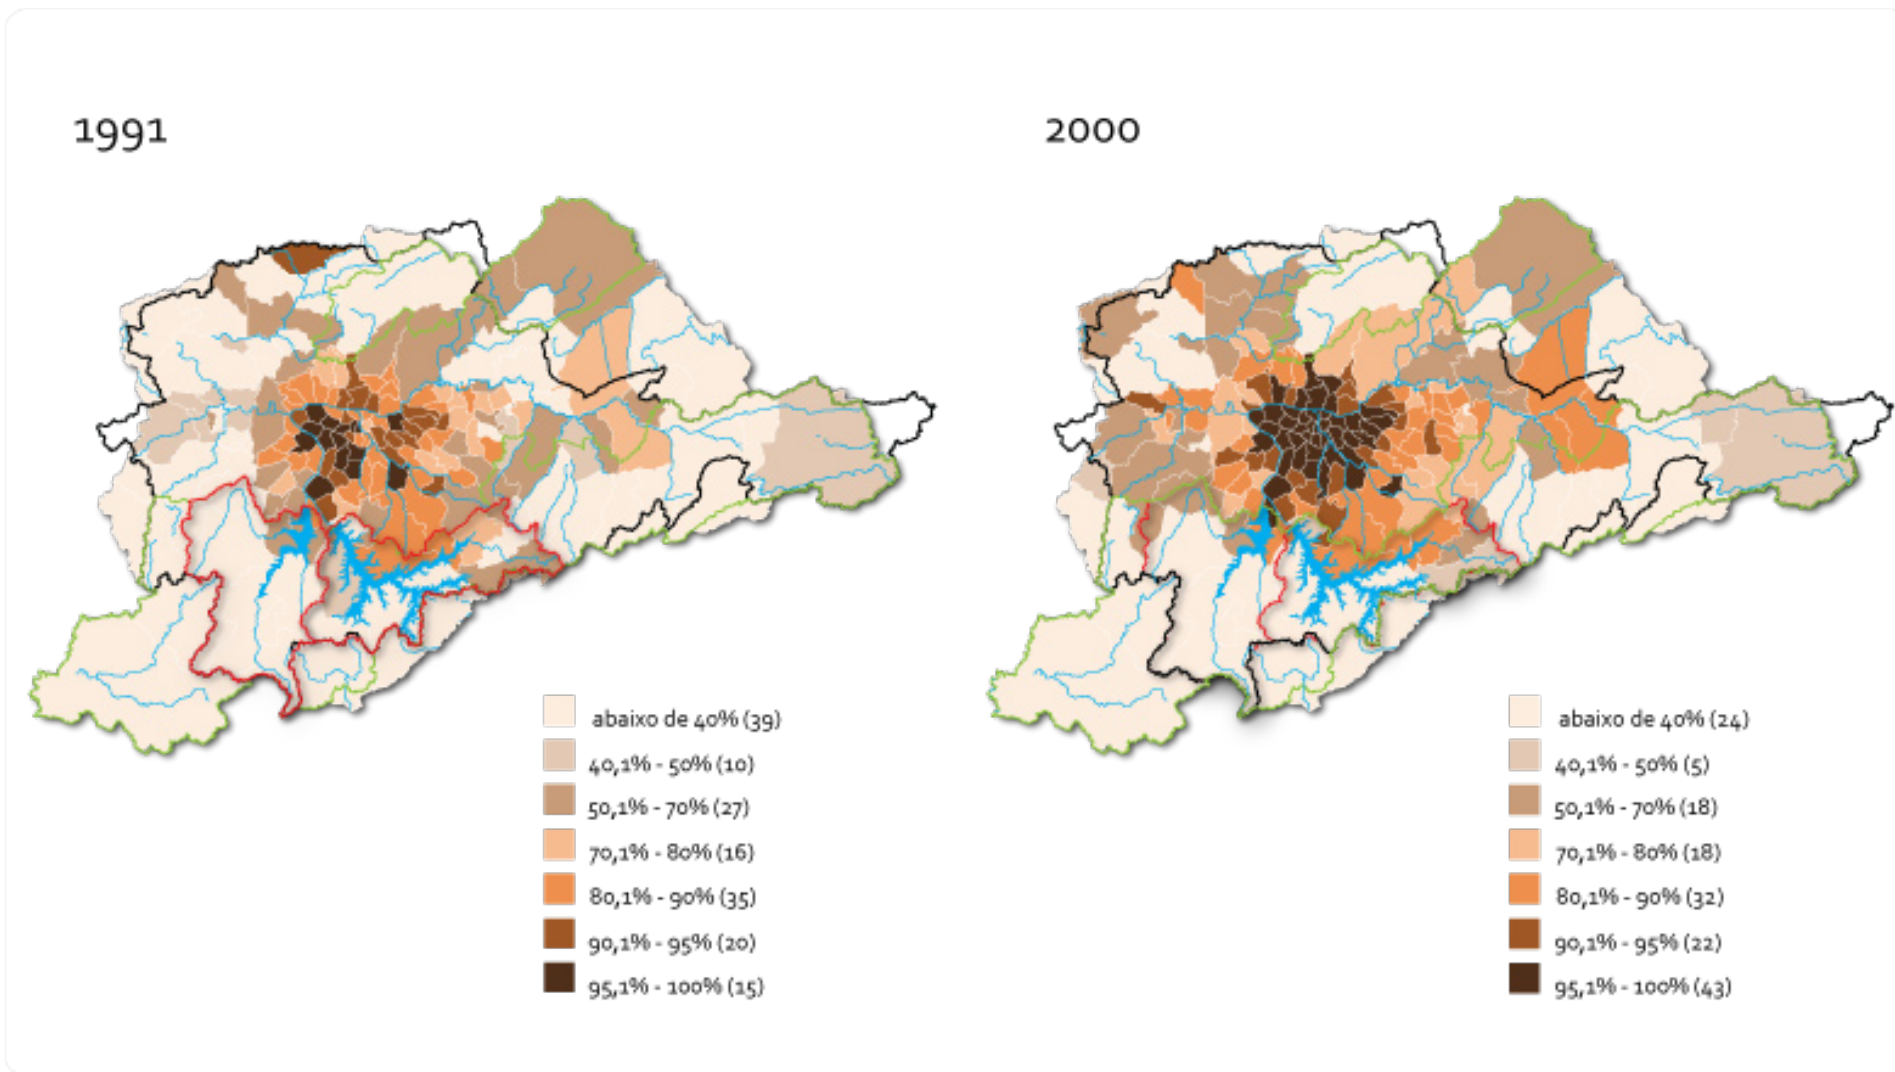 1991
2000
abaixo de 40% (39)
40,1% - 50% (10)
50,1% - 70% (27)
70,1% - 80% (16)
80,1% - 90% (35)
90,1% - 95% (20)
95,1% - 100% (15)
abaixo de 40% (24)
40,1% - 50% (5)
50,1% - 70% (18)
70,1% - 80% (18)
80,1% - 90% (32)
90,1% - 95% (22)
95,1% - 100% (43)